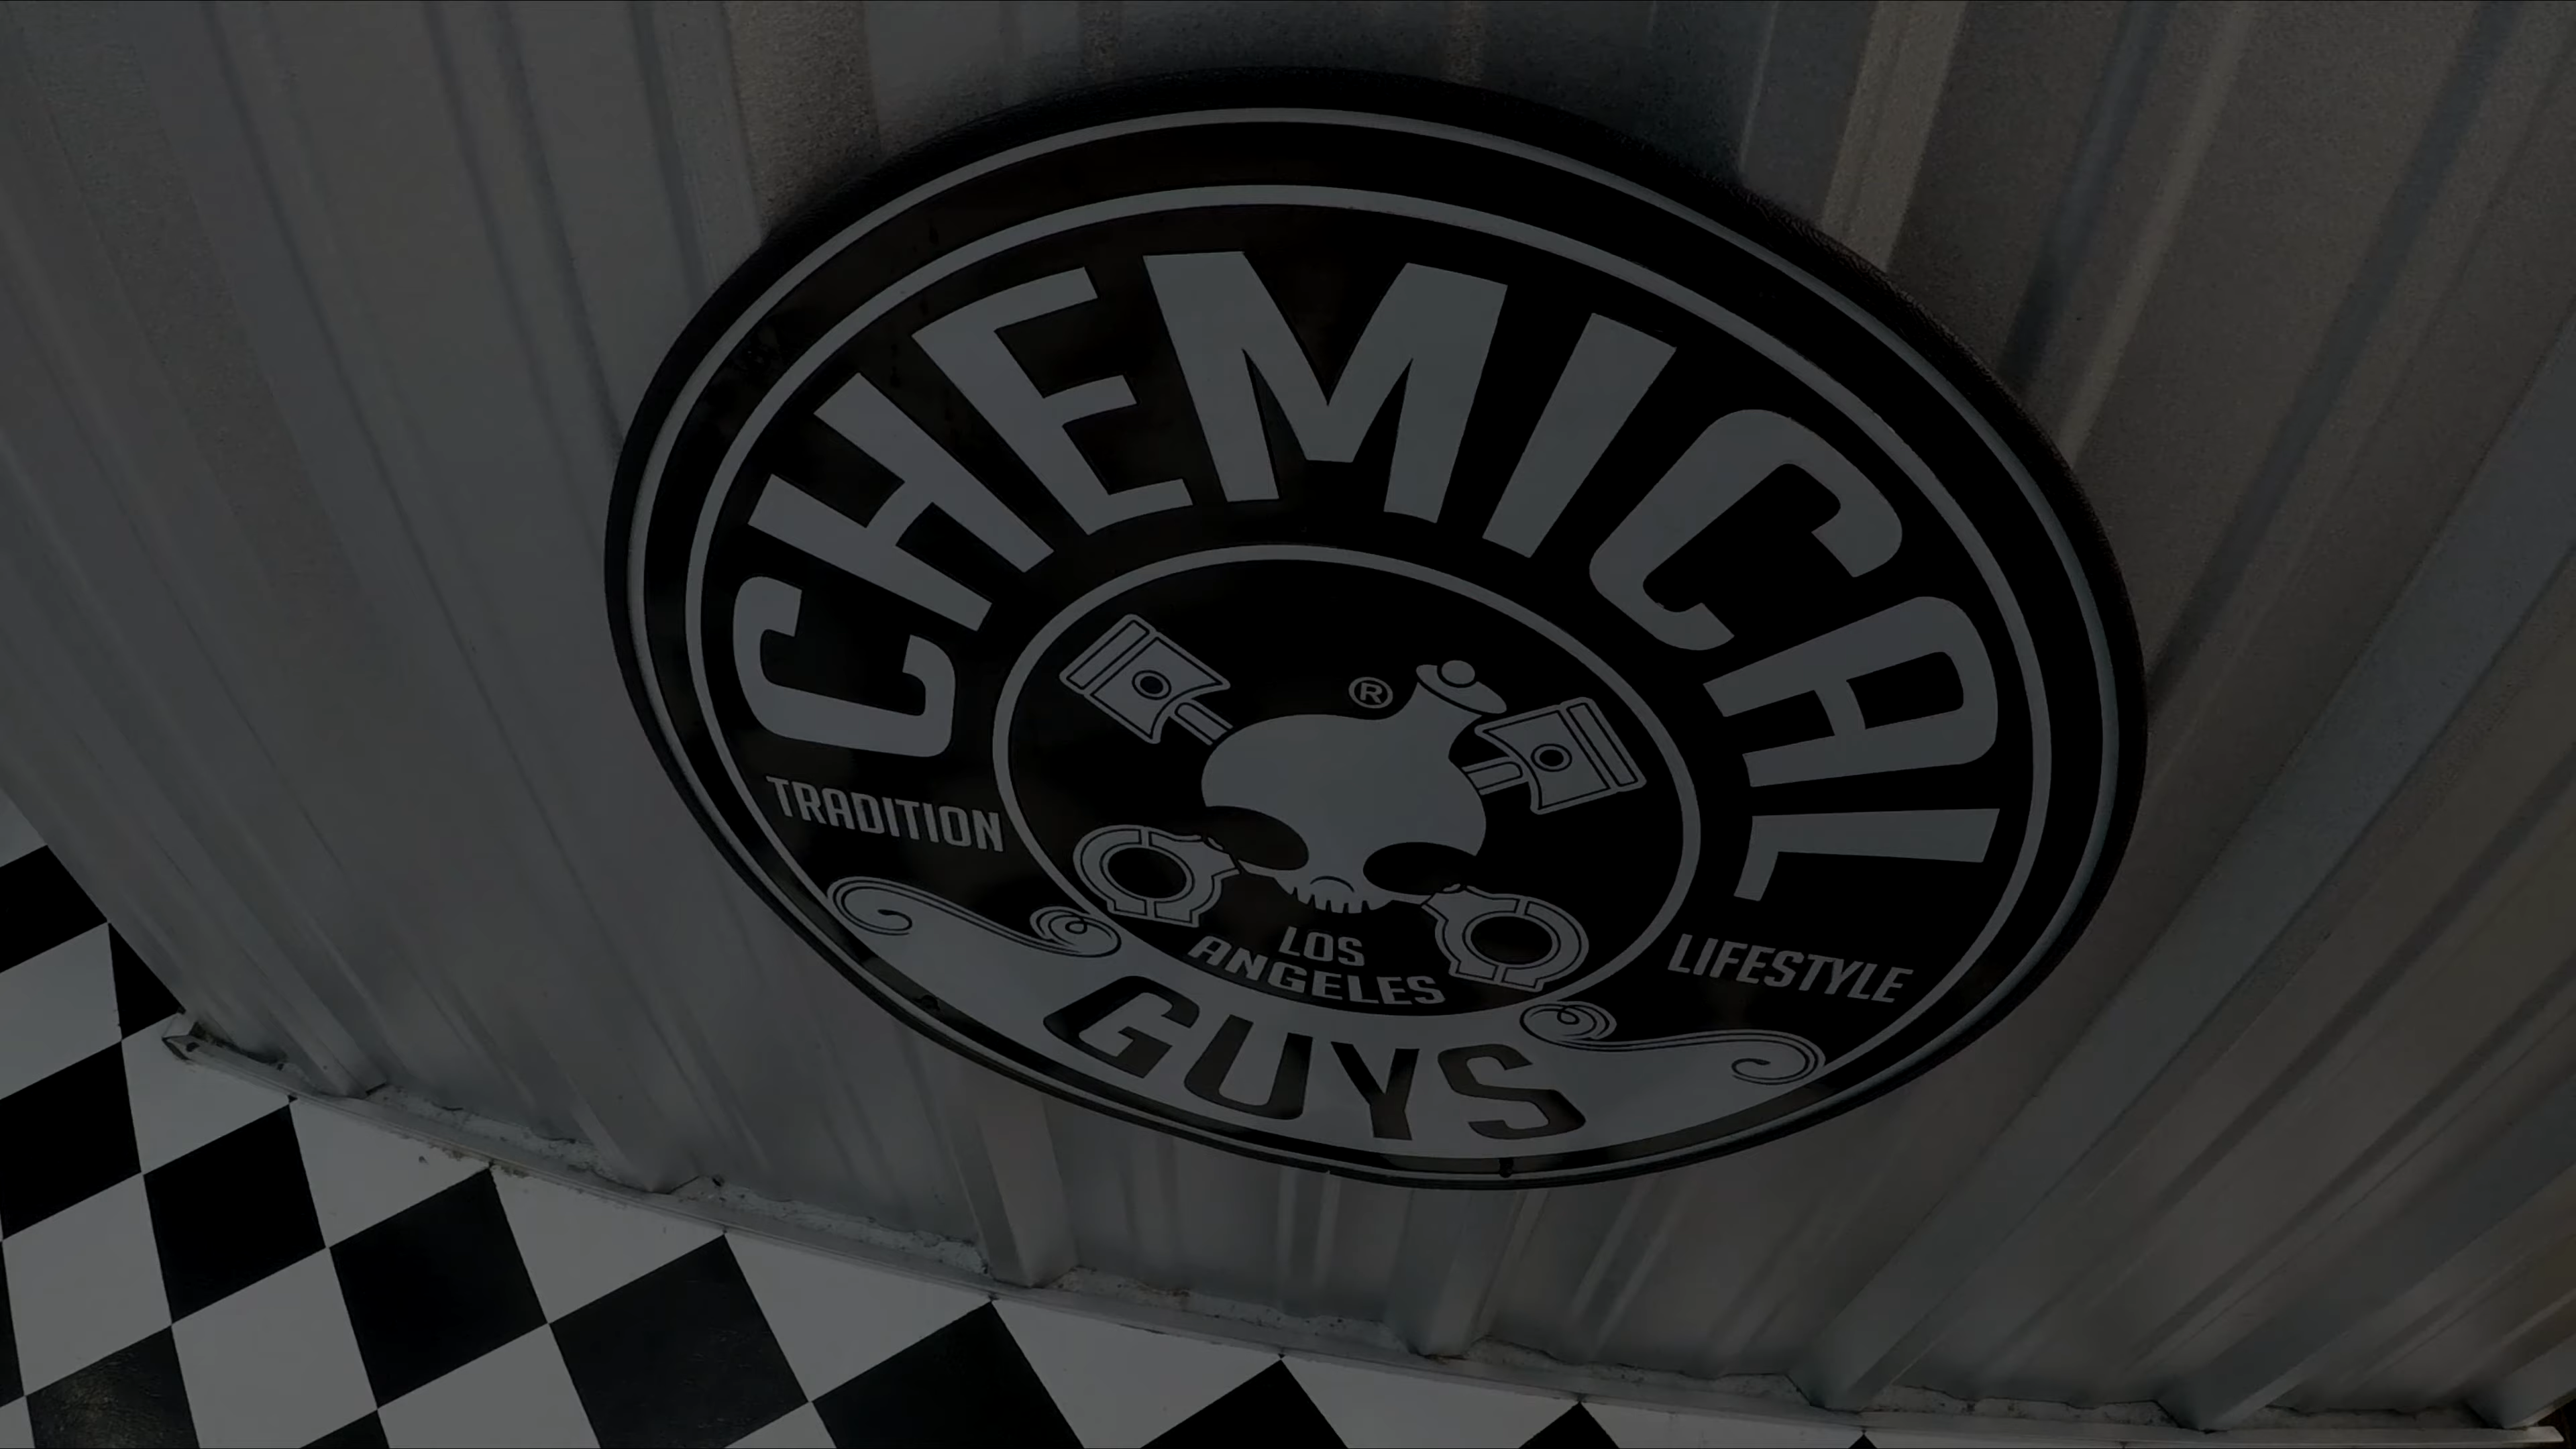 CHEMICAL
®
TRADITION
LOS
ANGELES
LIFESTYLE
GUYS